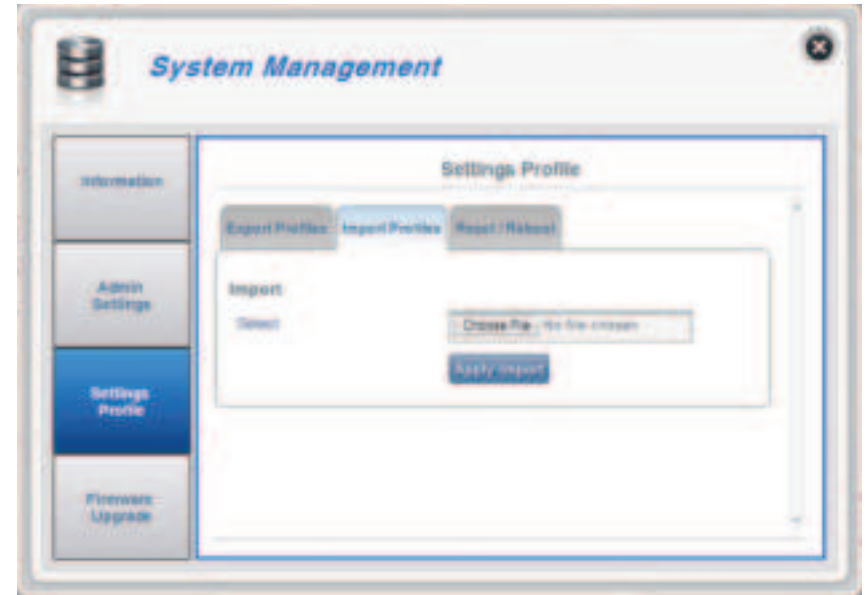 System Management
Information
Admin
Settings
Settings
Profile
Firmware
Upgrade
Settings Profile
Export Profiles
Import Profiles
Reset / Reboot
Import
Select
Choose File No file chosen
Apply Import